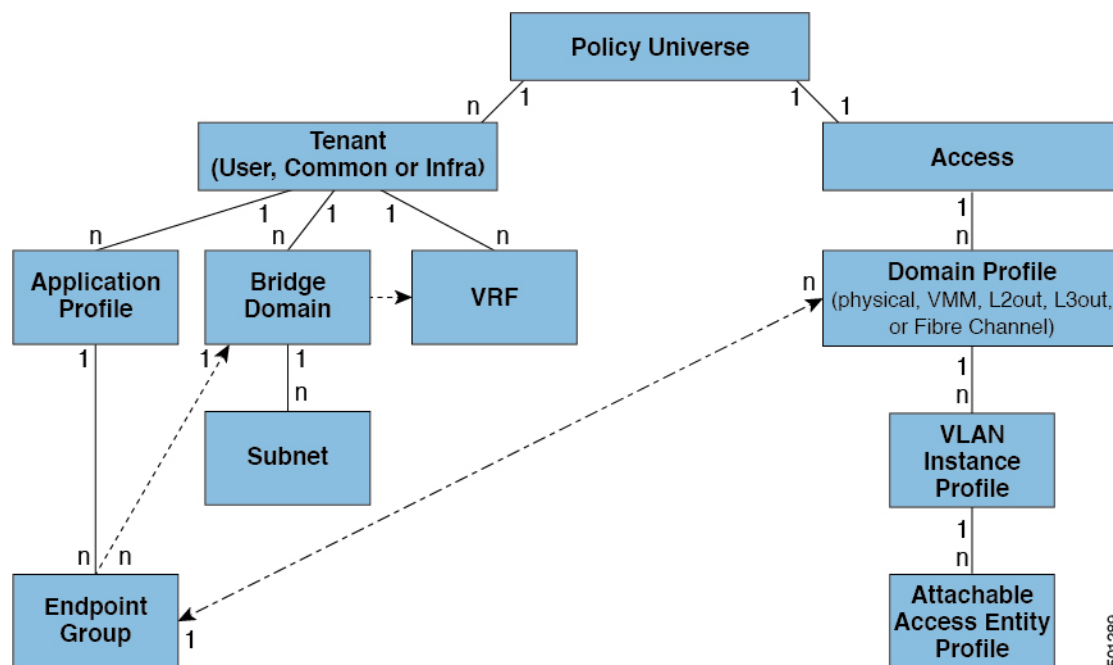 Policy Universe
1
1
n
1
Tenant
(User, Common or Infra)
Access
1
1
1
1
n
n
n
n
Application
Profile
Bridge
Domain
VRF
Domain Profile
(physical, VMM, L2out, L3out,
or Fibre Channel)
n
1
1
1
1
n
n
Subnet
VLAN
Instance
Profile
1
n
n
n
Endpoint
Group
1
Attachable
Access Entity
Profile